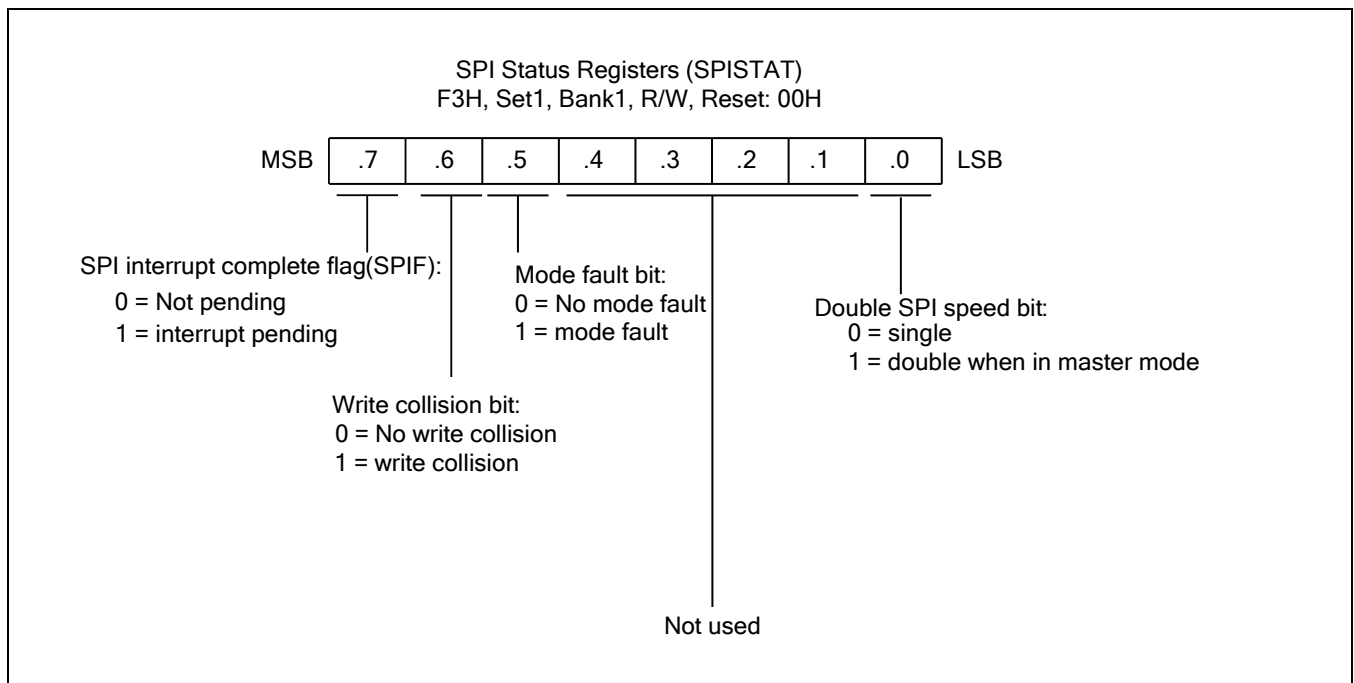 SPI Status Registers (SPISTAT)
F3H, Set1, Bank1, R/W, Reset: 00H
MSB .7 .6 .5 .4 .3 .2 .1 .0 LSB
SPI interrupt complete flag(SPIF):
0 = Not pending
1 = interrupt pending
Mode fault bit:
0 = No mode fault
1 = mode fault
Double SPI speed bit:
0 = single
1 = double when in master mode
Write collision bit:
0 = No write collision
1 = write collision
Not used